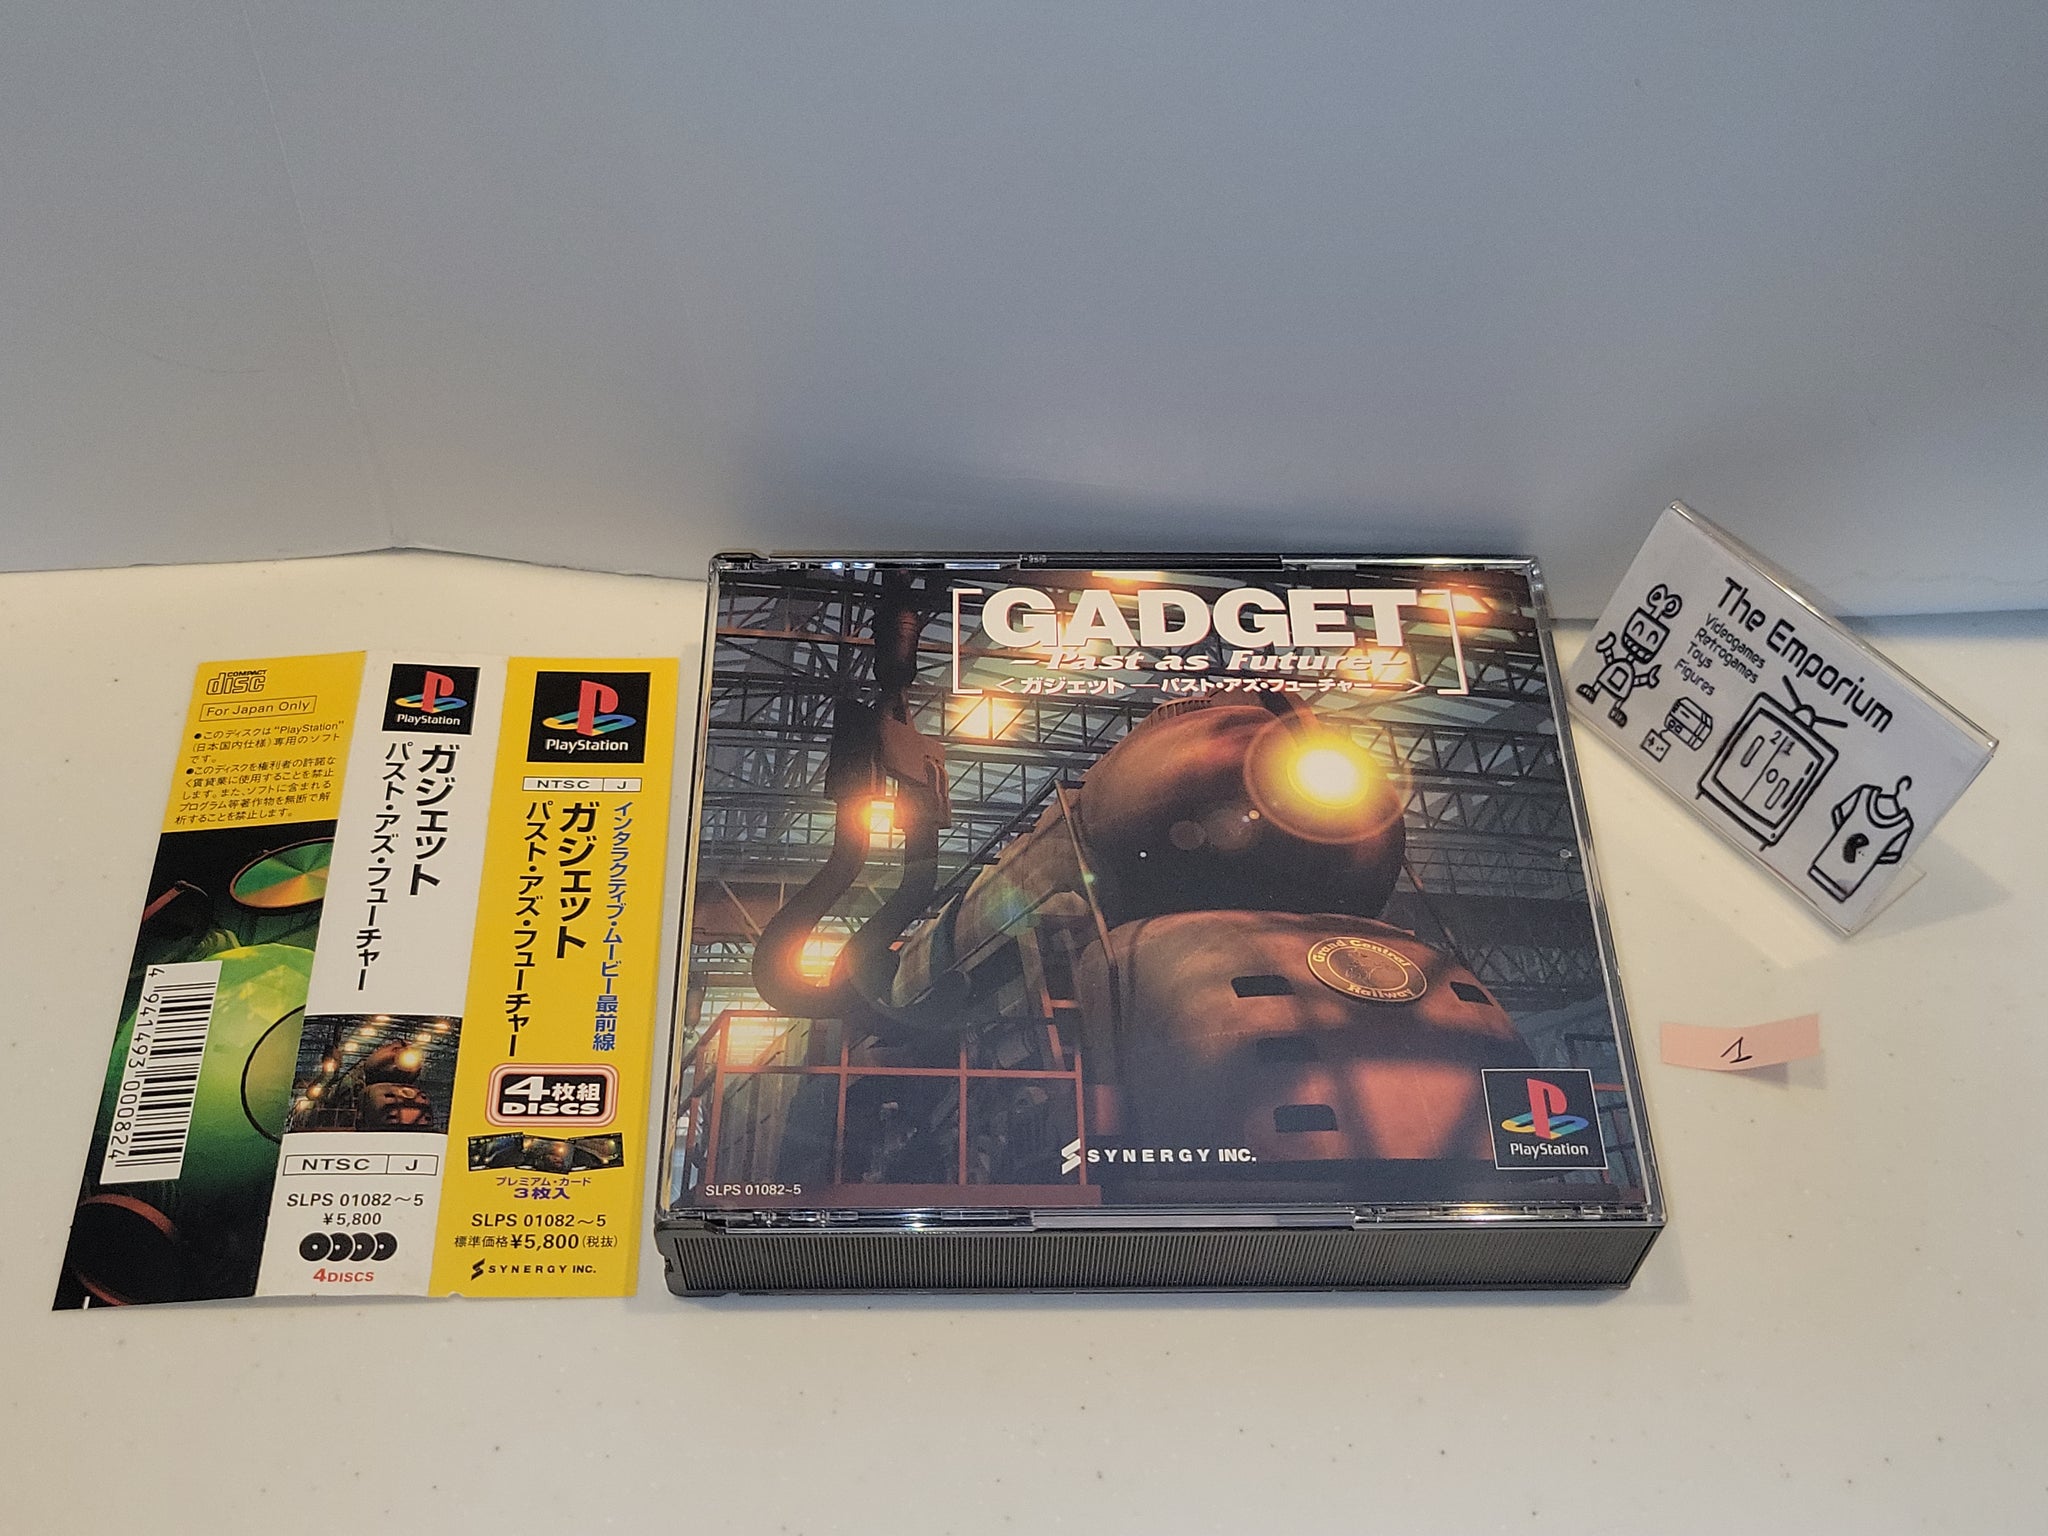 COMPACT
disc
For Japan Only
●このディスクは"PlayStation"
(日本国内仕様)専用のソフト
です。
●このディスクを権利者の許諾な
く賃貸業に使用することを禁止
します。また、ソフトに含まれる
プログラム等著作物を無断で解
析することを禁止します。
4 941493 000824
PlayStation
ガジェット
パスト・アズ・フューチャー
NTSC J
SLPS 01082〜5
¥5,800
4DISCS
PlayStation
NTSC J
インタラクティブ・ムービー最前線
ガジェット
パスト・アズ・フューチャー
4枚組
DISCS
プレミアム・カード
3枚入
SLPS 01082〜5
標準価格¥5,800(税抜)
SYNERGY INC.
GADGET
-Past as Future-
<ガジェット ―パスト・アズ・フューチャー―>
Grand Central
Railway
SYNERGY INC.
PlayStation
SLPS 01082~5
The Emporium
Videogames
Retrogames
Toys
Figures
1